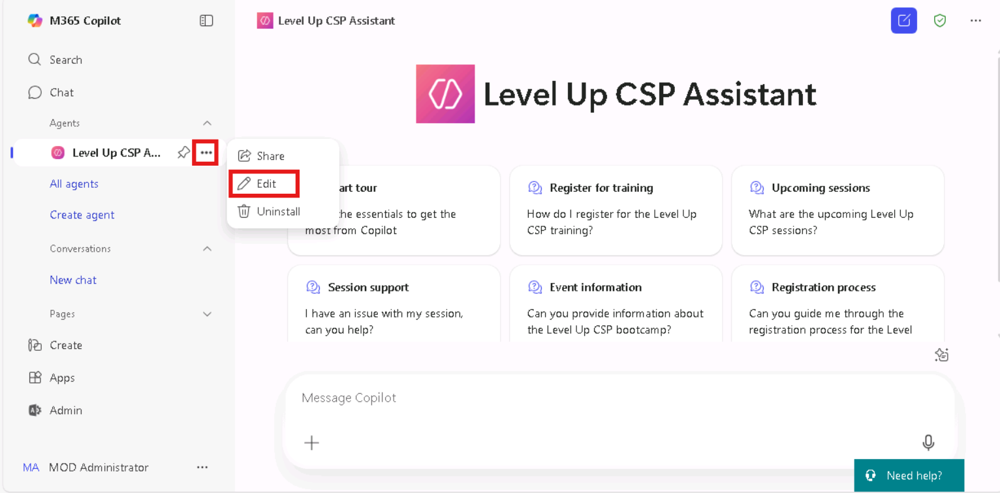 M365 Copilot
Search
Chat
Agents
Level Up CSP A...
All agents
Create agent
Conversations
New chat
Pages
Create
Apps
Admin
MA MOD Administrator
Share
Edit
Uninstall
Level Up CSP Assistant
Level Up CSP Assistant
tour
the essentials to get the
most from Copilot
Register for training
How do I register for the Level Up
CSP training?
Upcoming sessions
What are the upcoming Level Up
CSP sessions?
Session support
I have an issue with my session,
can you help?
Event information
Can you provide information about
the Level Up CSP bootcamp?
Registration process
Can you guide me through the
registration process for the Level
Message Copilot
Need help?